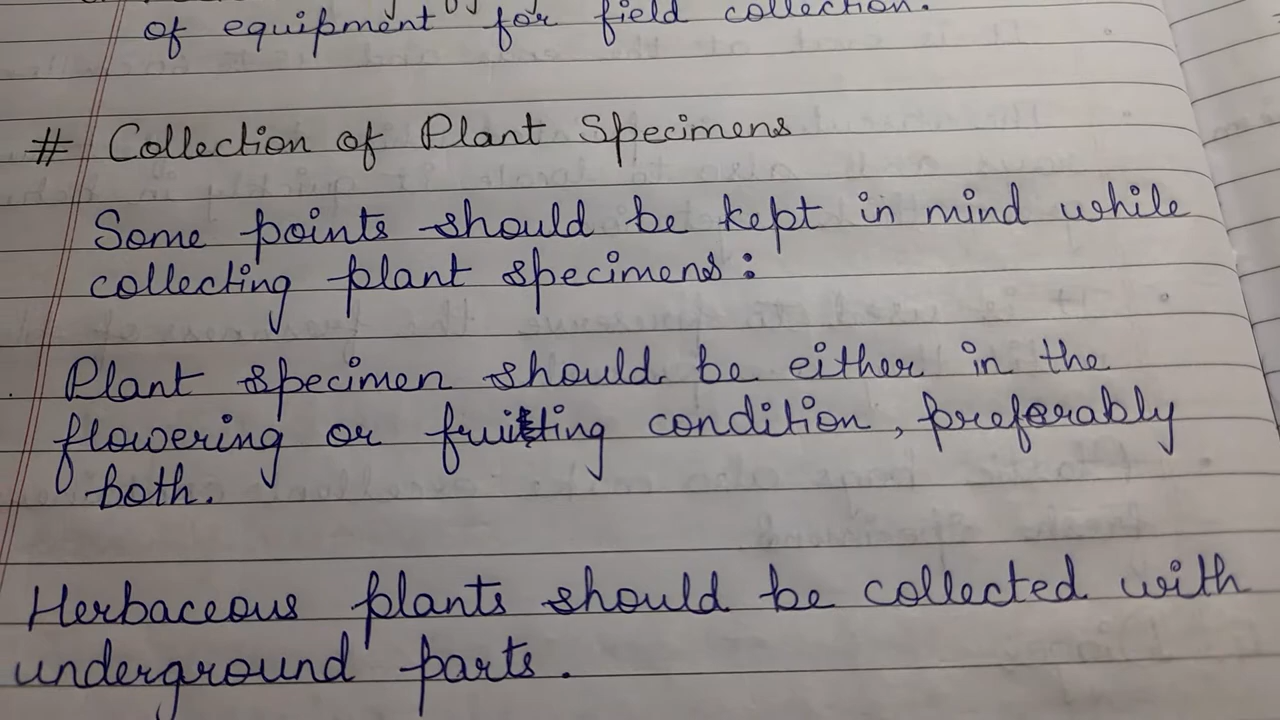 of equipment for field collection.
# Collection of Plant Specimens
Some points should be kept in mind while
collecting plant specimens:
Plant specimen should be either in the
flowering or fruiting condition, preferably
both.
Herbaceous plants should be collected with
underground parts.